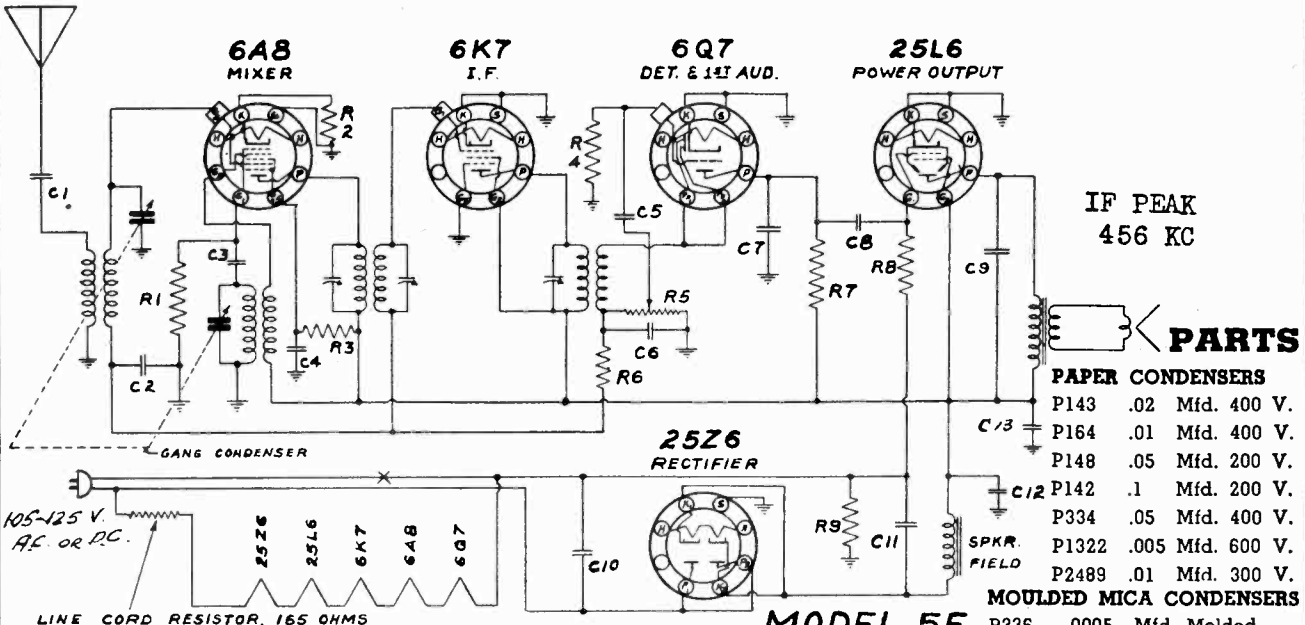 6A8
MIXER
6K7
I.F.
6Q7
DET. & 1ST AUD.
25L6
POWER OUTPUT
IF PEAK
456 KC
C1
R
2
R
4
C5
C7
C8
R8
C9
R7
C3
R1
C4
R3
R5
C6
C2
R6
GANG CONDENSER
C13
PARTS
PAPER CONDENSERS
P143 .02 Mfd. 400 V.
P164 .01 Mfd. 400 V.
P148 .05 Mfd. 200 V.
P142 .1 Mfd. 200 V.
P334 .05 Mfd. 400 V.
P1322 .005 Mfd. 600 V.
P2489 .01 Mfd. 300 V.
MOULDED MICA CONDENSERS
25Z6
RECTIFIER
C12
105-125 V.
A.C. OR D.C.
25Z6
25L6
6K7
6A8
6Q7
C10
R9
C11
SPKR.
FIELD
LINE CORD RESISTOR, 165 OHMS